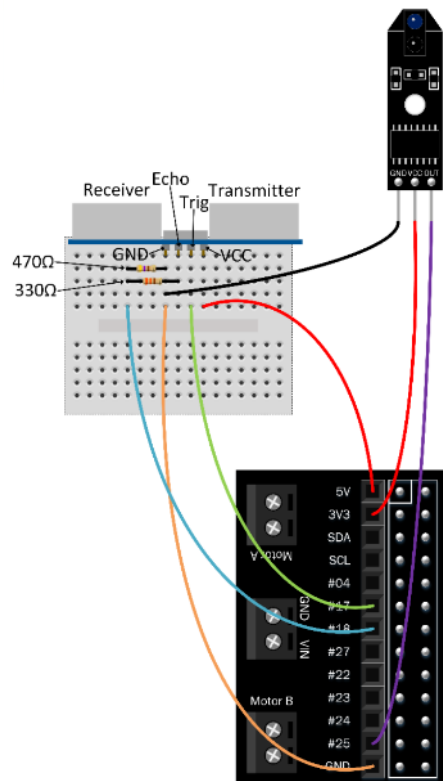 GND VCC OUT
Echo
Receiver
Transmitter
Trig
GND
VCC
470Ω
330Ω
5V
3V3
SDA
Motor A
SCL
#04
#17
GND
#18
VIN
#27
#22
Motor B
#23
#24
#25
GND